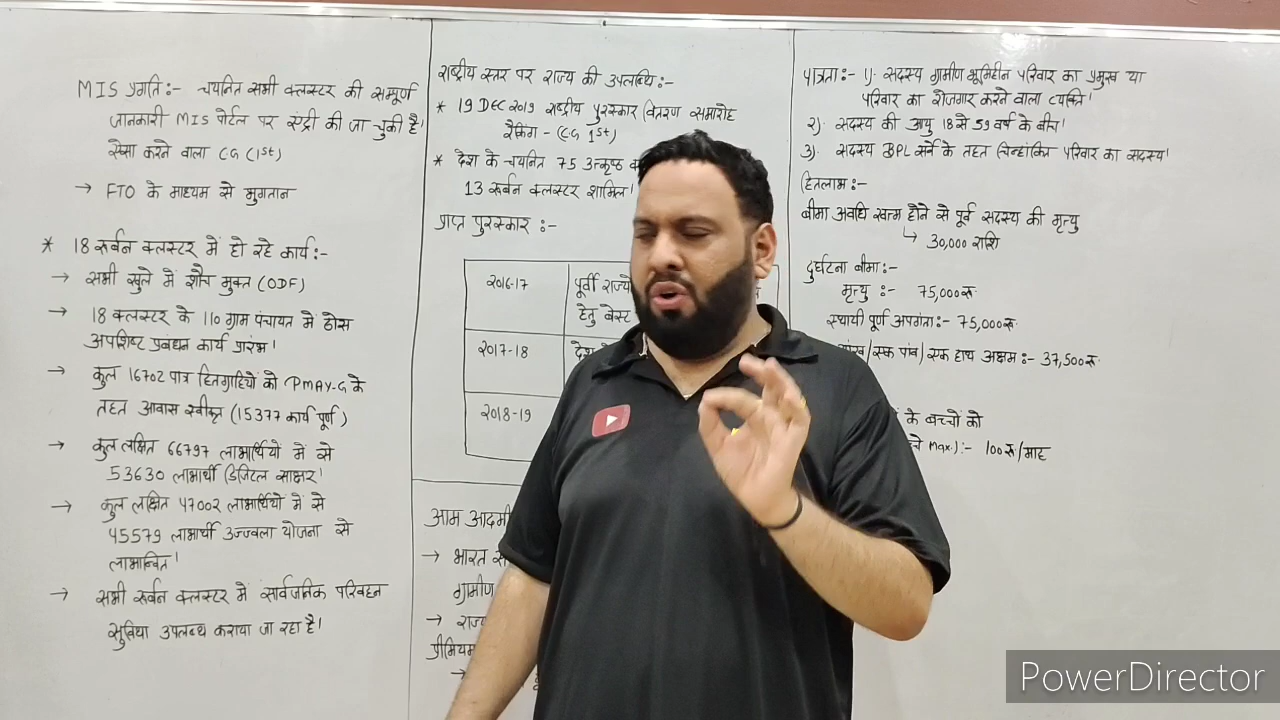 MIS प्रगति:- चयनित सभी क्लस्टर की सम्पूर्ण
जानकारी MIS पोर्टल पर एंट्री की जा चुकी है।
ऐसा करने वाला CG (1st)
→ FTO के माध्यम से भुगतान
* 18 रूर्बन क्लस्टर में हो रहे कार्य:-
→ सभी खुले में शौच मुक्त (ODF)
→ 18 क्लस्टर के 110 ग्राम पंचायत मे ठोस
अपशिष्ट प्रबंधन कार्य प्रारंभ।
→ कुल 16702 पात्र हितग्राहियों को PMAY-G के
तहत आवास स्वीकृत (15377 कार्य पूर्ण)
→ कुल लक्षित 66797 लाभार्थियों में से
53630 लाभार्थी डिजिटल साक्षर।
→ कुल लक्षित 47002 लाभार्थियों में से
45579 लाभार्थी उज्ज्वला योजना से
लाभान्वित।
→ सभी रूर्बन क्लस्टर में सार्वजनिक परिवहन
सुविधा उपलब्ध कराया जा रहा है।
राष्ट्रीय स्तर पर राज्य की उपलब्धि:-
* 19 DEC 2019 राष्ट्रीय पुरस्कार वितरण समारोह
रैंकिंग - (CG 1st)
* देश के चयनित 75 उत्कृष्ठ
13 रूर्बन क्लस्टर शामिल।
प्राप्त पुरस्कार :-
2016-17 पूर्वी राज्यो
हेतु बेस्ट
2017-18
2018-19
आम आदमी
→ भारत
ग्रामीण
→
प्रीमियम
→
पात्रता:- 1). सदस्य ग्रामीण भूमिहीन परिवार का प्रमुख या
परिवार का रोजगार करने वाला व्यक्ति।
2). सदस्य की आयु 18 से 59 वर्ष के बीच।
3). सदस्य BPL सर्वे के तहत चिन्हांकित परिवार का सदस्य।
हितलाभ:-
बीमा अवधि खत्म होने से पूर्व सदस्य की मृत्यु
↳ 30,000 राशि
दुर्घटना बीमा:-
मृत्यु :- 75,000रू
स्थायी पूर्ण अपंगता:- 75,000रू.
आंख/एक पांव/एक हाथ अक्षम:- 37,500रू.
के बच्चों को
Max.):- 100रू/माह
PowerDirector